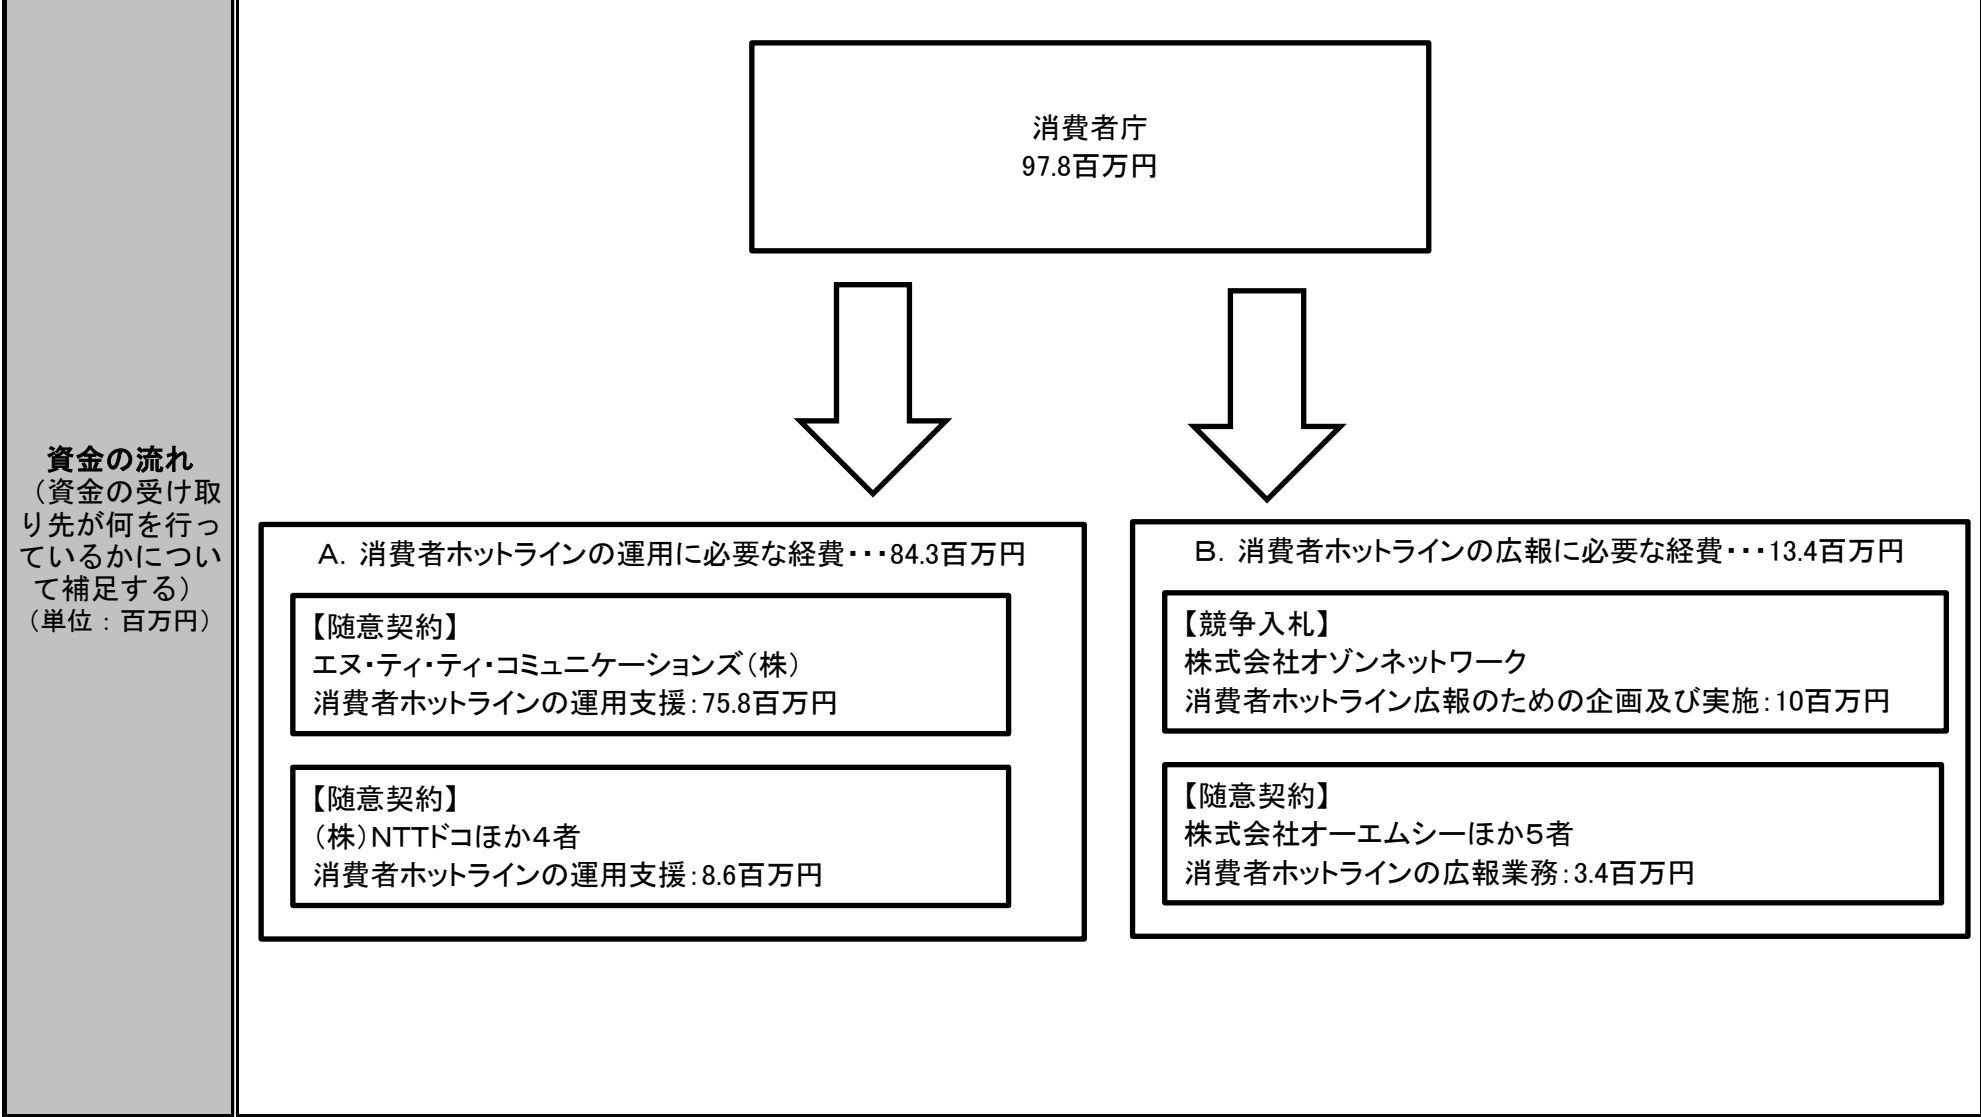 資金の流れ
（資金の受け取
り先が何を行っ
ているかについ
て補足する）
（単位：百万円）
消費者庁
97.8百万円
A．消費者ホットラインの運用に必要な経費・・・84.3百万円
【随意契約】
エヌ・ティ・ティ・コミュニケーションズ（株）
消費者ホットラインの運用支援：75.8百万円
【随意契約】
（株）NTTドコほか４者
消費者ホットラインの運用支援：8.6百万円
B．消費者ホットラインの広報に必要な経費・・・13.4百万円
【競争入札】
株式会社オゾンネットワーク
消費者ホットライン広報のための企画及び実施：10百万円
【随意契約】
株式会社オーエムシーほか５者
消費者ホットラインの広報業務：3.4百万円